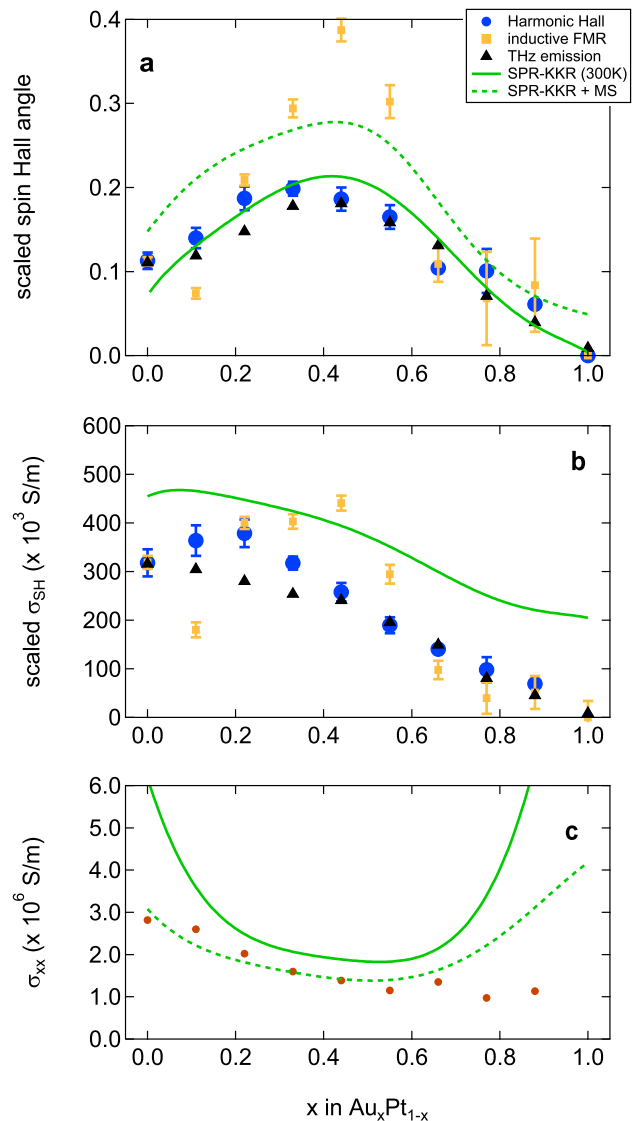 Harmonic Hall
inductive FMR
THz emission
SPR-KKR (300K)
SPR-KKR + MS
a
scaled spin Hall angle
0.4
0.3
0.2
0.1
0.0
0.0 0.2 0.4 0.6 0.8 1.0
b
scaled σSH (x 10³ S/m)
600
500
400
300
200
100
0
0.0 0.2 0.4 0.6 0.8 1.0
c
σxx (x 10⁶ S/m)
6.0
5.0
4.0
3.0
2.0
1.0
0.0
0.0 0.2 0.4 0.6 0.8 1.0
x in AuₓPt₁₋ₓ